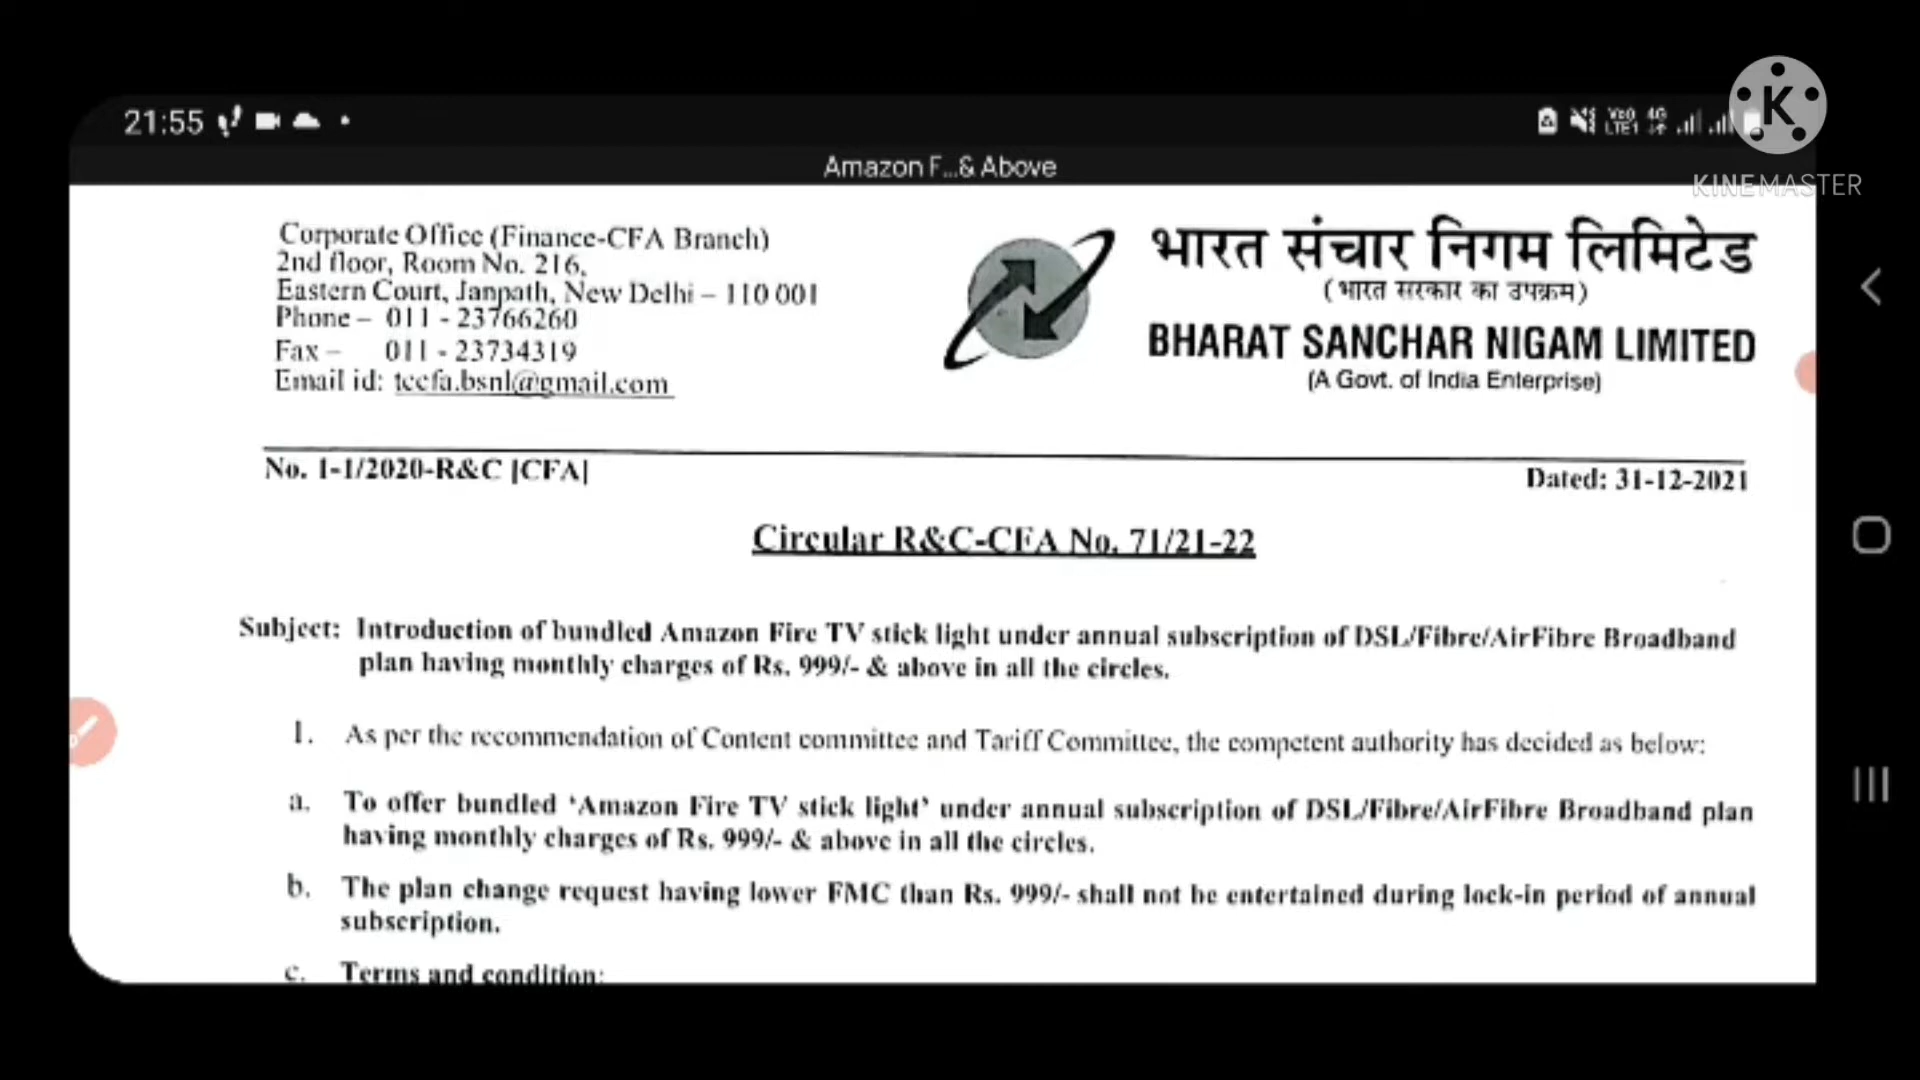 21:55
VoD 4G
LTE1
K
KINEMASTER
Amazon F...& Above
Corporate Office (Finance-CFA Branch)
2nd floor, Room No. 216,
Eastern Court, Janpath, New Delhi – 110 001
Phone – 011 - 23766260
Fax – 011 - 23734319
Email id: tccfa.bsnl@gmail.com
भारत संचार निगम लिमिटेड
(भारत सरकार का उपक्रम)
BHARAT SANCHAR NIGAM LIMITED
(A Govt. of India Enterprise)
No. 1-1/2020-R&C [CFA]
Dated: 31-12-2021
Circular R&C-CFA No. 71/21-22
Subject: Introduction of bundled Amazon Fire TV stick light under annual subscription of DSL/Fibre/AirFibre Broadband
plan having monthly charges of Rs. 999/- & above in all the circles.
1. As per the recommendation of Content committee and Tariff Committee, the competent authority has decided as below:
a. To offer bundled ‘Amazon Fire TV stick light’ under annual subscription of DSL/Fibre/AirFibre Broadband plan
having monthly charges of Rs. 999/- & above in all the circles.
b. The plan change request having lower FMC than Rs. 999/- shall not be entertained during lock-in period of annual
subscription.
c. Terms and condition: